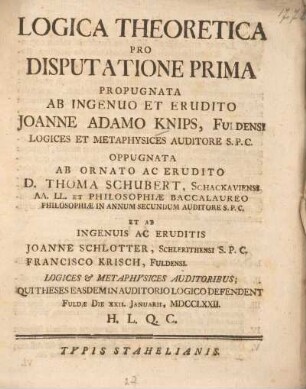 LOGICA THEORETICA
PRO
DISPUTATIONE PRIMA
PROPUGNATA
AB INGENUO ET ERUDITO
JOANNE ADAMO KNIPS, FULDENSI
LOGICES ET METAPHYSICES AUDITORE S. P. C.
OPPUGNATA
AB ORNATO AC ERUDITO
D. THOMA SCHUBERT, SCHACKAVIENSI
AA. LL. ET PHILOSOPHIÆ BACCALAUREO
PHILOSOPHIÆ IN ANNUM SECUNDUM AUDITORE S. P. C.
ET AB
INGENUIS AC ERUDITIS
JOANNE SCHLOTTER, SCHLERITHENSI S. P. C.
FRANCISCO KRISCH, FULDENSI.
LOGICES & METAPHYSICES AUDITORIBUS;
QUI THESES EASDEM IN AUDITORIO LOGICO DEFENDENT
FULDÆ DIE XXII. JANUARII, MDCCLXXII.
H. L. Q. C.
TYPIS STAHELIANIS.